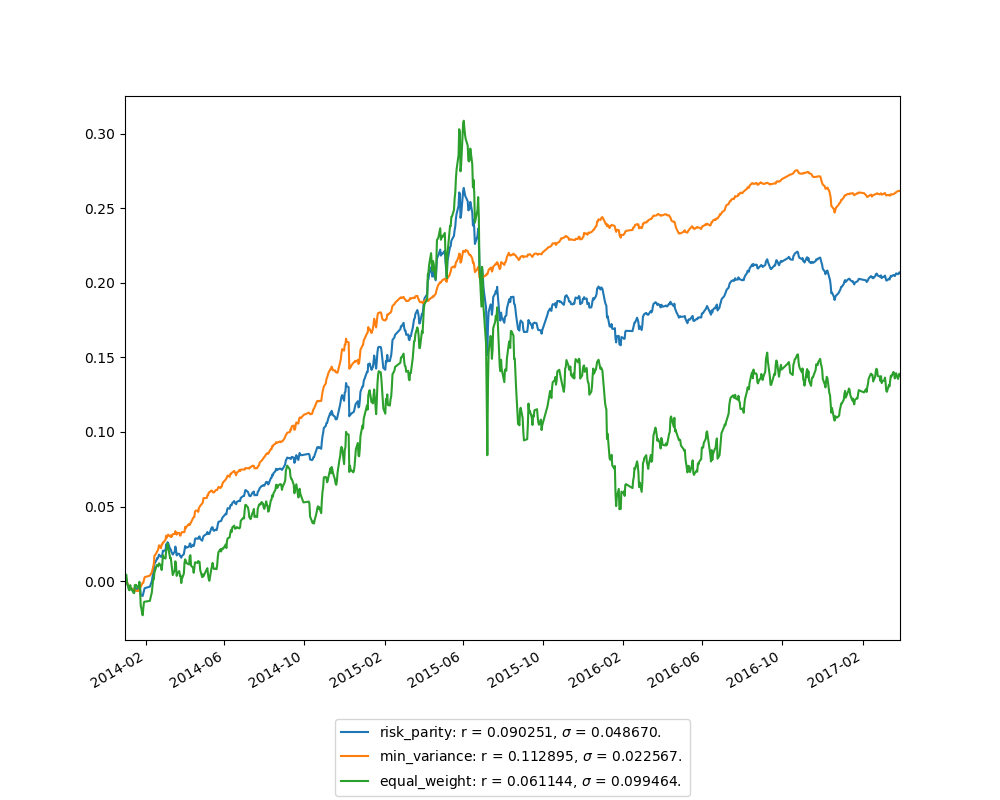 0.30
0.25
0.20
0.15
0.10
0.05
0.00
2014-02 2014-06 2014-10 2015-02 2015-06 2015-10 2016-02 2016-06 2016-10 2017-02
risk_parity: r = 0.090251, σ = 0.048670.
min_variance: r = 0.112895, σ = 0.022567.
equal_weight: r = 0.061144, σ = 0.099464.